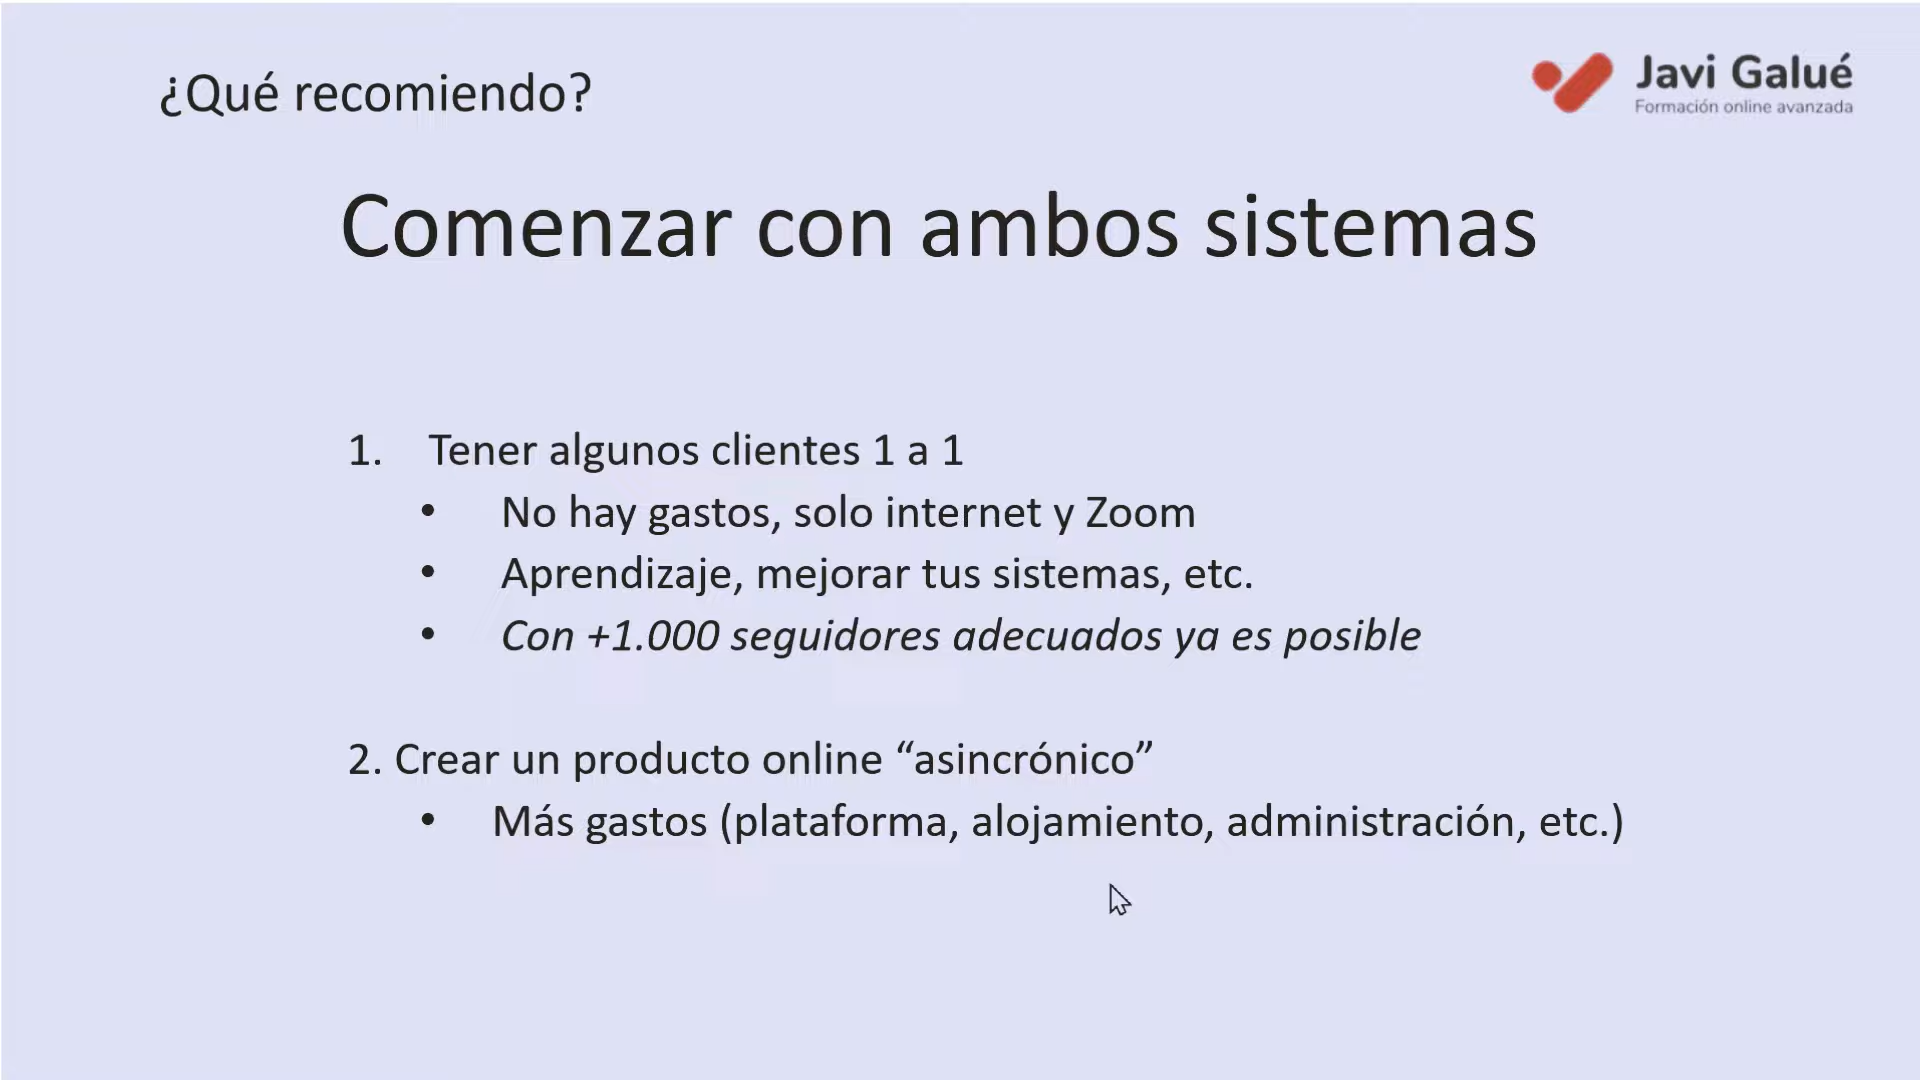 ¿Qué recomiendo?
Javi Galué
Formación online avanzada
Comenzar con ambos sistemas
1. Tener algunos clientes 1 a 1
• No hay gastos, solo internet y Zoom
• Aprendizaje, mejorar tus sistemas, etc.
• Con +1.000 seguidores adecuados ya es posible
2. Crear un producto online “asincrónico”
• Más gastos (plataforma, alojamiento, administración, etc.)